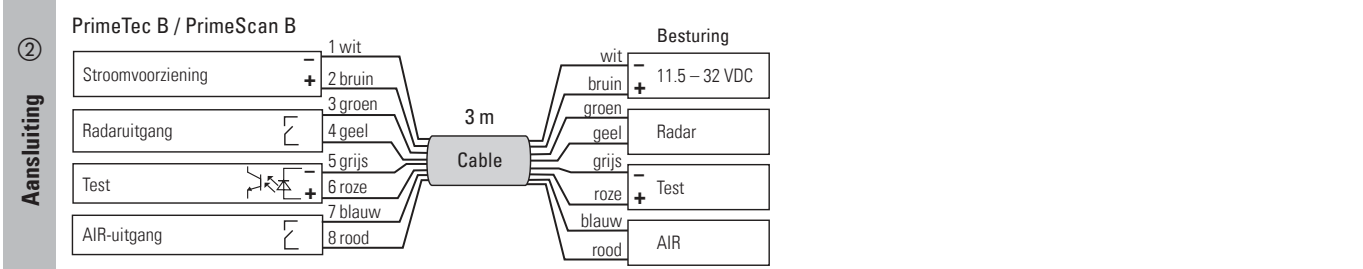 ② Aansluiting
PrimeTec B / PrimeScan B
Stroomvoorziening
– 1 wit
+ 2 bruin
Radaruitgang
3 groen
4 geel
Test
– 5 grijs
+ 6 roze
AIR-uitgang
7 blauw
8 rood
3 m
Cable
Besturing
wit –
bruin +
11.5 – 32 VDC
groen
geel
Radar
grijs –
roze +
Test
blauw
rood
AIR